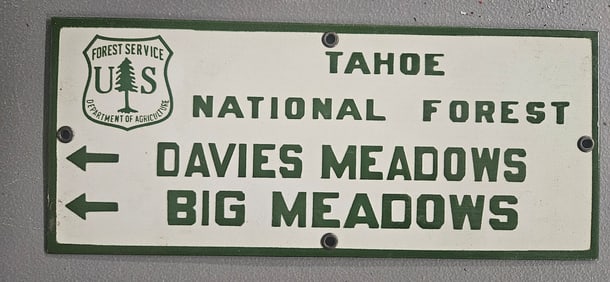 FOREST SERVICE
U S
DEPARTMENT OF AGRICULTURE
TAHOE
NATIONAL FOREST
DAVIES MEADOWS
BIG MEADOWS